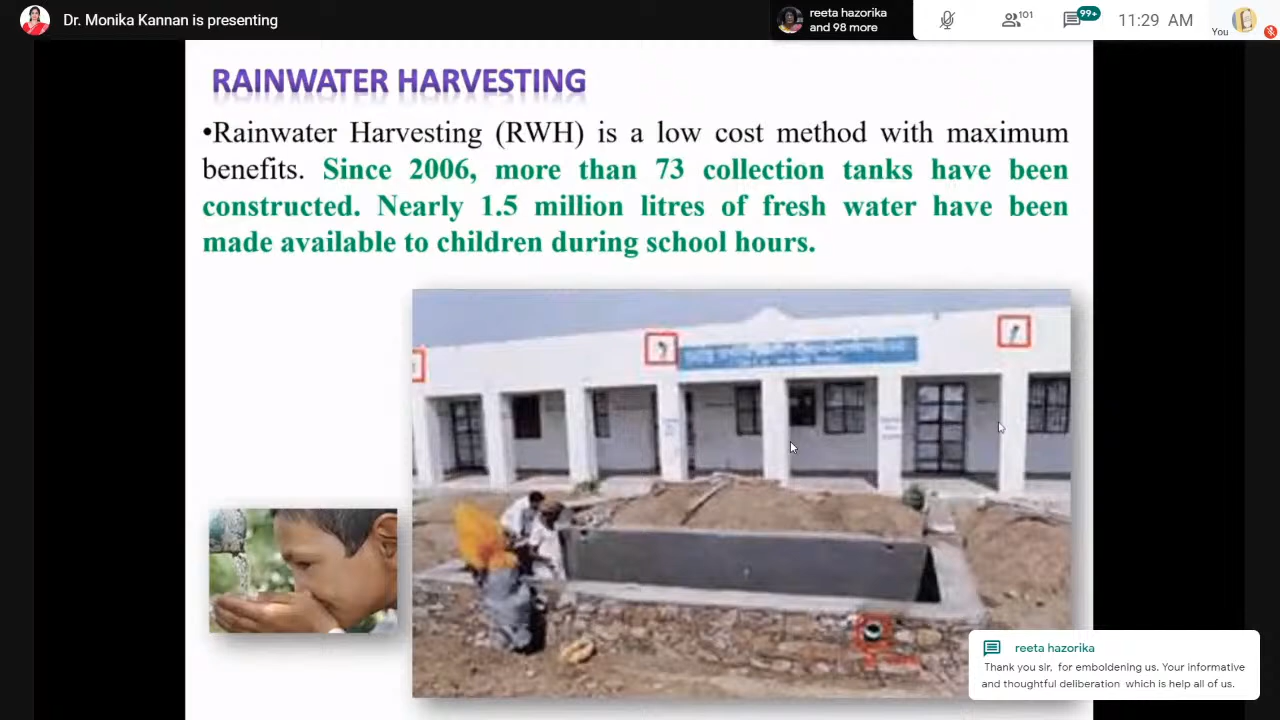 Dr. Monika Kannan is presenting
reeta hazorika
and 98 more
101
99+
11:29 AM
You
RAINWATER HARVESTING
•Rainwater Harvesting (RWH) is a low cost method with maximum
benefits. Since 2006, more than 73 collection tanks have been
constructed. Nearly 1.5 million litres of fresh water have been
made available to children during school hours.
reeta hazorika
Thank you sir, for emboldening us. Your informative
and thoughtful deliberation which is help all of us.